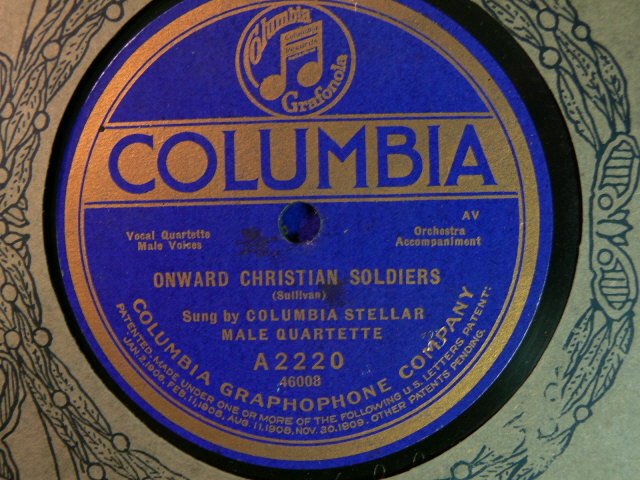 Columbia
Columbia
Records
Grafonola
COLUMBIA
Vocal Quartette
Male Voices
AV
Orchestra
Accompaniment
ONWARD CHRISTIAN SOLDIERS
(Sullivan)
Sung by COLUMBIA STELLAR
MALE QUARTETTE
A2220
46008
COLUMBIA GRAPHOPHONE COMPANY
PATENTED, MADE UNDER ONE OR MORE OF THE FOLLOWING U.S. LETTERS PATENT:
JAN. 2, 1906, FEB. 11, 1908, AUG. 11, 1908, NOV. 30, 1909. OTHER PATENTS PENDING.